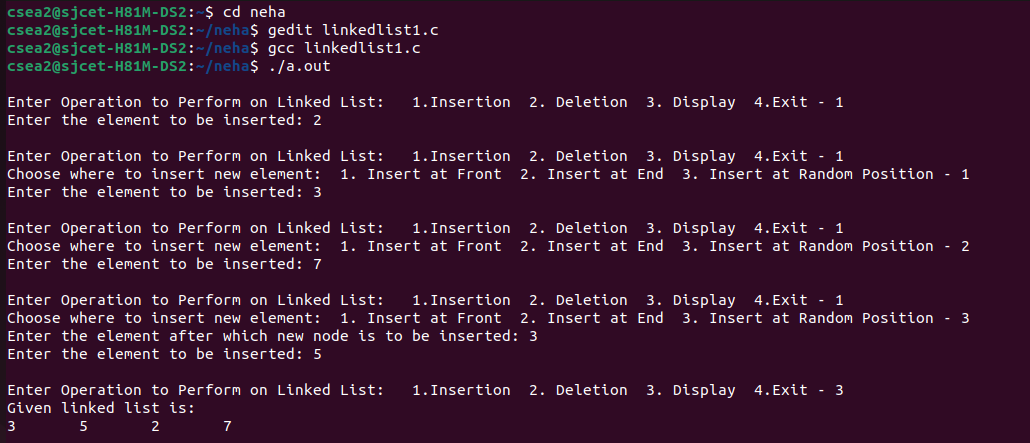 csea2@sjcet-H81M-DS2:~$ cd neha
csea2@sjcet-H81M-DS2:~/neha$ gedit linkedlist1.c
csea2@sjcet-H81M-DS2:~/neha$ gcc linkedlist1.c
csea2@sjcet-H81M-DS2:~/neha$ ./a.out
Enter Operation to Perform on Linked List:   1.Insertion  2. Deletion  3. Display  4.Exit - 1
Enter the element to be inserted: 2
Enter Operation to Perform on Linked List:   1.Insertion  2. Deletion  3. Display  4.Exit - 1
Choose where to insert new element:  1. Insert at Front  2. Insert at End  3. Insert at Random Position - 1
Enter the element to be inserted: 3
Enter Operation to Perform on Linked List:   1.Insertion  2. Deletion  3. Display  4.Exit - 1
Choose where to insert new element:  1. Insert at Front  2. Insert at End  3. Insert at Random Position - 2
Enter the element to be inserted: 7
Enter Operation to Perform on Linked List:   1.Insertion  2. Deletion  3. Display  4.Exit - 1
Choose where to insert new element:  1. Insert at Front  2. Insert at End  3. Insert at Random Position - 3
Enter the element after which new node is to be inserted: 3
Enter the element to be inserted: 5
Enter Operation to Perform on Linked List:   1.Insertion  2. Deletion  3. Display  4.Exit - 3
Given linked list is:
3       5       2       7